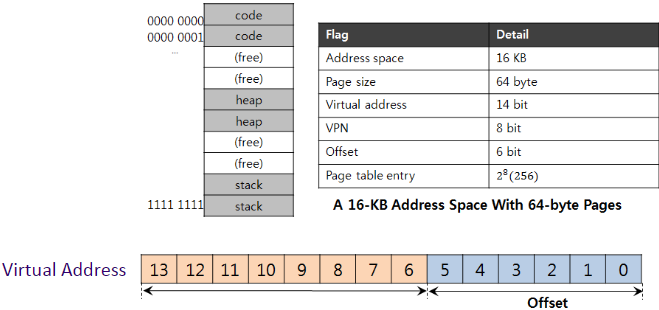 0000 0000 code
0000 0001 code
...
(free)
(free)
heap
heap
(free)
(free)
stack
1111 1111 stack
Flag Detail
Address space 16 KB
Page size 64 byte
Virtual address 14 bit
VPN 8 bit
Offset 6 bit
Page table entry 2⁸(256)
A 16-KB Address Space With 64-byte Pages
Virtual Address 13 12 11 10 9 8 7 6 5 4 3 2 1 0
Offset